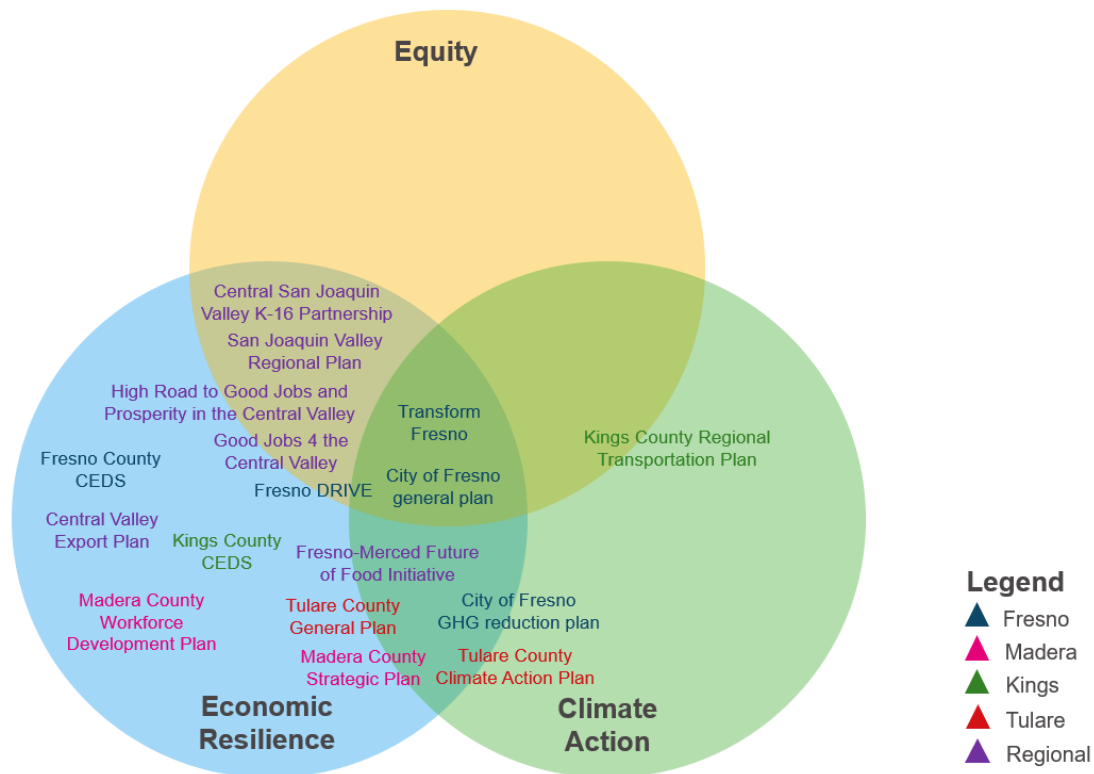 Equity
Central San Joaquin
Valley K-16 Partnership
San Joaquin Valley
Regional Plan
High Road to Good Jobs and
Prosperity in the Central Valley
Good Jobs 4 the
Central Valley
Fresno County
CEDS
Fresno DRIVE
Transform
Fresno
City of Fresno
general plan
Kings County Regional
Transportation Plan
Central Valley
Export Plan
Kings County
CEDS
Fresno-Merced Future
of Food Initiative
Madera County
Workforce
Development Plan
Tulare County
General Plan
City of Fresno
GHG reduction plan
Madera County
Strategic Plan
Tulare County
Climate Action Plan
Economic
Resilience
Climate
Action
Legend
Fresno
Madera
Kings
Tulare
Regional